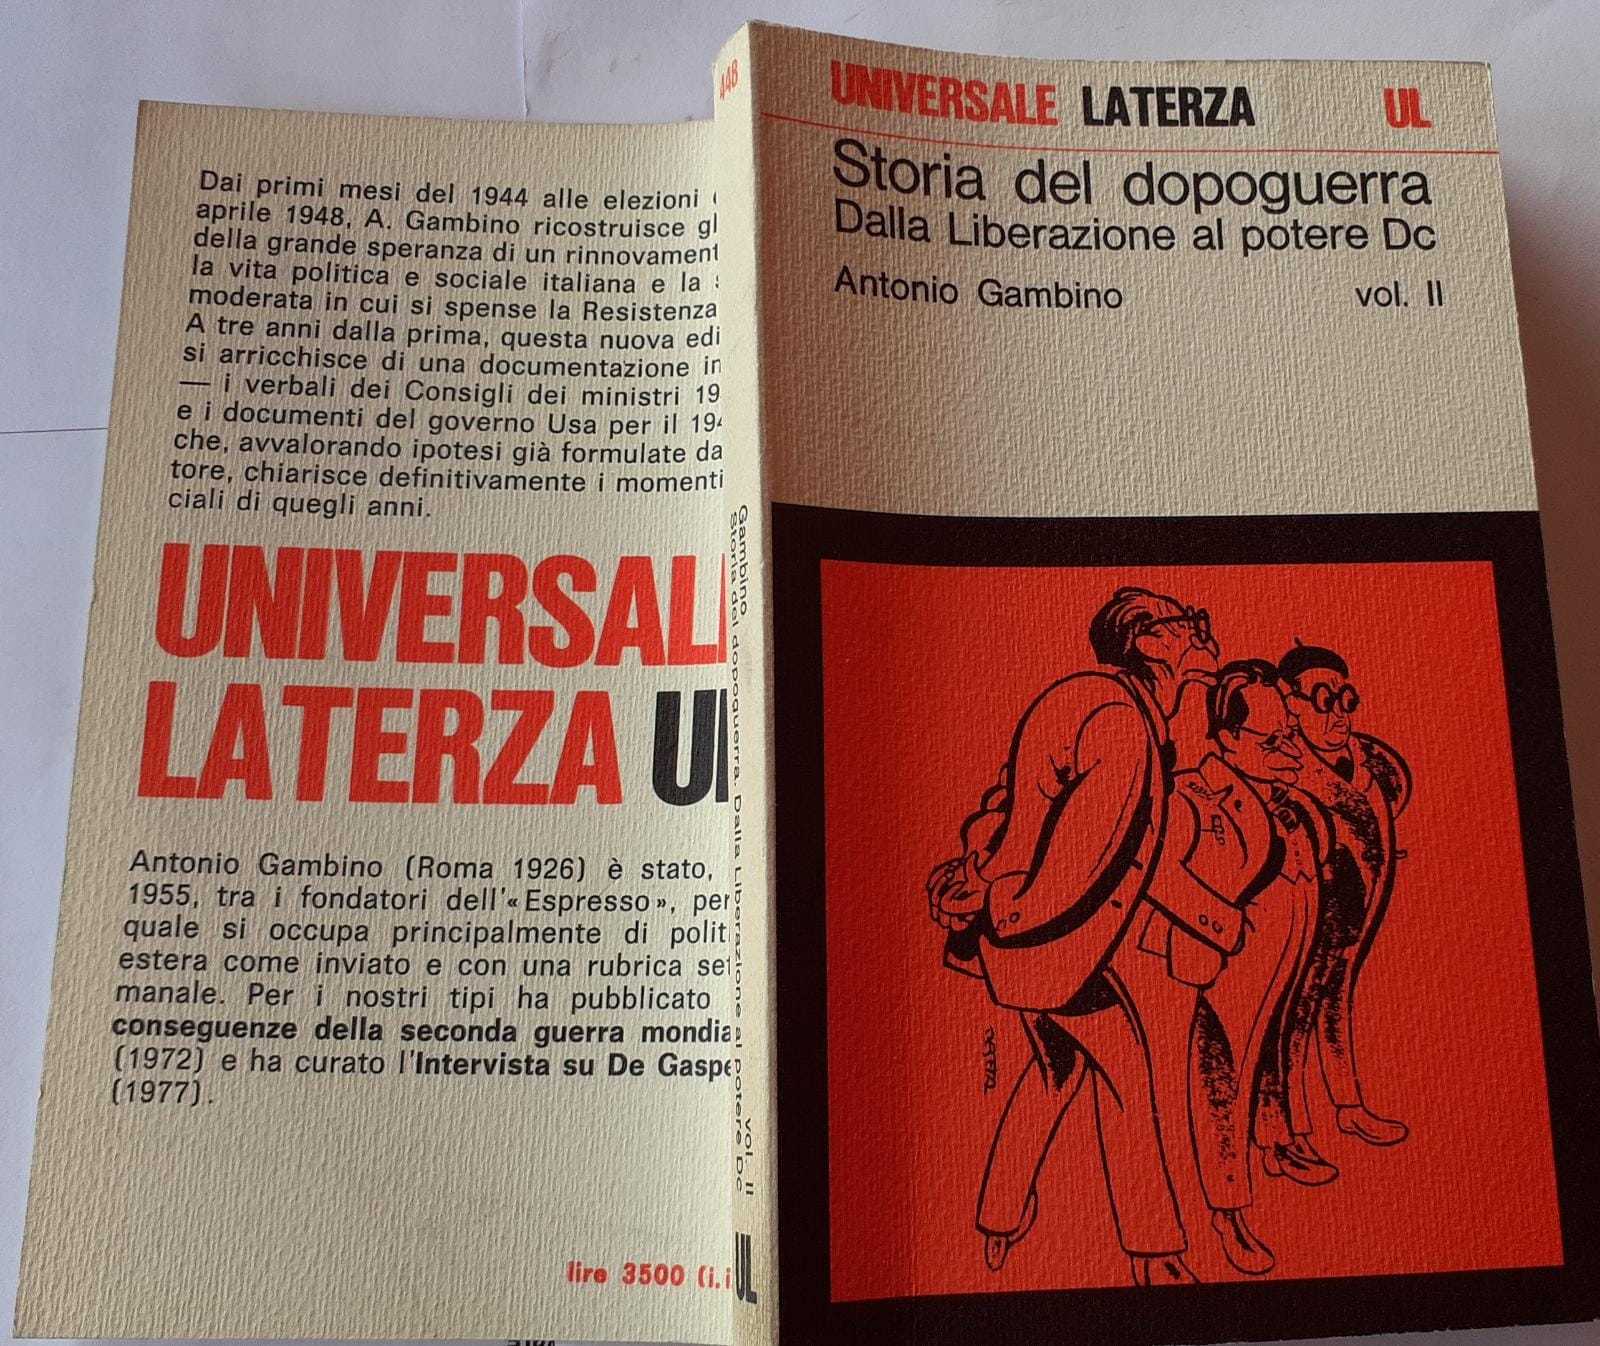 Dai primi mesi del 1944 alle elezioni
aprile 1948, A. Gambino ricostruisce gl
della grande speranza di un rinnovament
la vita politica e sociale italiana e la
moderata in cui si spense la Resistenza
A tre anni dalla prima, questa nuova edi
si arricchisce di una documentazione in
— i verbali dei Consigli dei ministri 19
e i documenti del governo Usa per il 194
che, avvalorando ipotesi già formulate da
tore, chiarisce definitivamente i momenti
ciali di quegli anni.
UNIVERSAL
LATERZA U
Antonio Gambino (Roma 1926) è stato,
1955, tra i fondatori dell'«Espresso», per
quale si occupa principalmente di polit
estera come inviato e con una rubrica set
manale. Per i nostri tipi ha pubblicato
conseguenze della seconda guerra mondia
(1972) e ha curato l'Intervista su De Gaspe
(1977).
lire 3500 (i.i
448
Gambino
Storia del dopoguerra. Dalla Liberazione al potere Dc
vol. II
UL
UNIVERSALE LATERZA UL
Storia del dopoguerra
Dalla Liberazione al potere Dc
Antonio Gambino vol. II